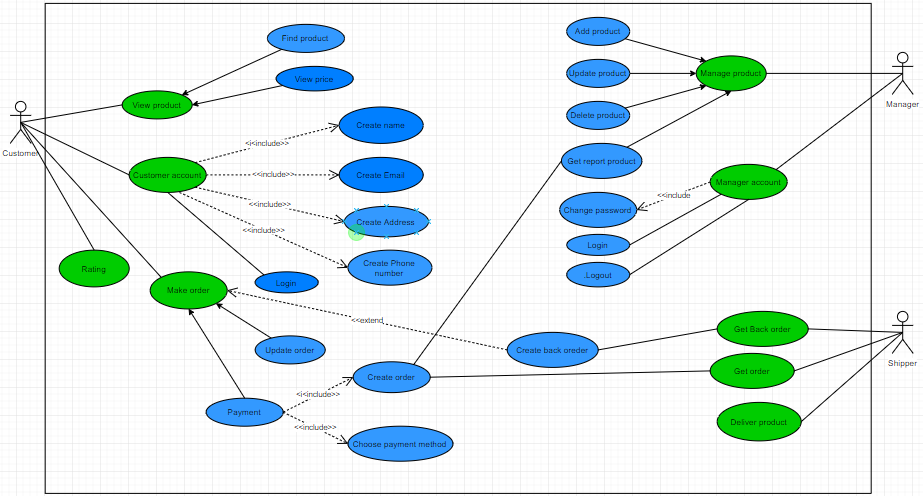 Find product
View price
View product
Customer
Create name
<i<include>>
Customer account
<<include>>
Create Email
<<include>>
Create Address
<<include>>
Create Phone
number
Rating
Make order
Login
<<extend
Update order
Create back oreder
Create order
<i<include>>
Payment
<<include>>
Choose payment method
Add product
Update product
Manage product
Delete product
Manager
Get report product
Manager account
<<include
Change password
Login
.Logout
Get Back order
Get order
Shipper
Deliver product